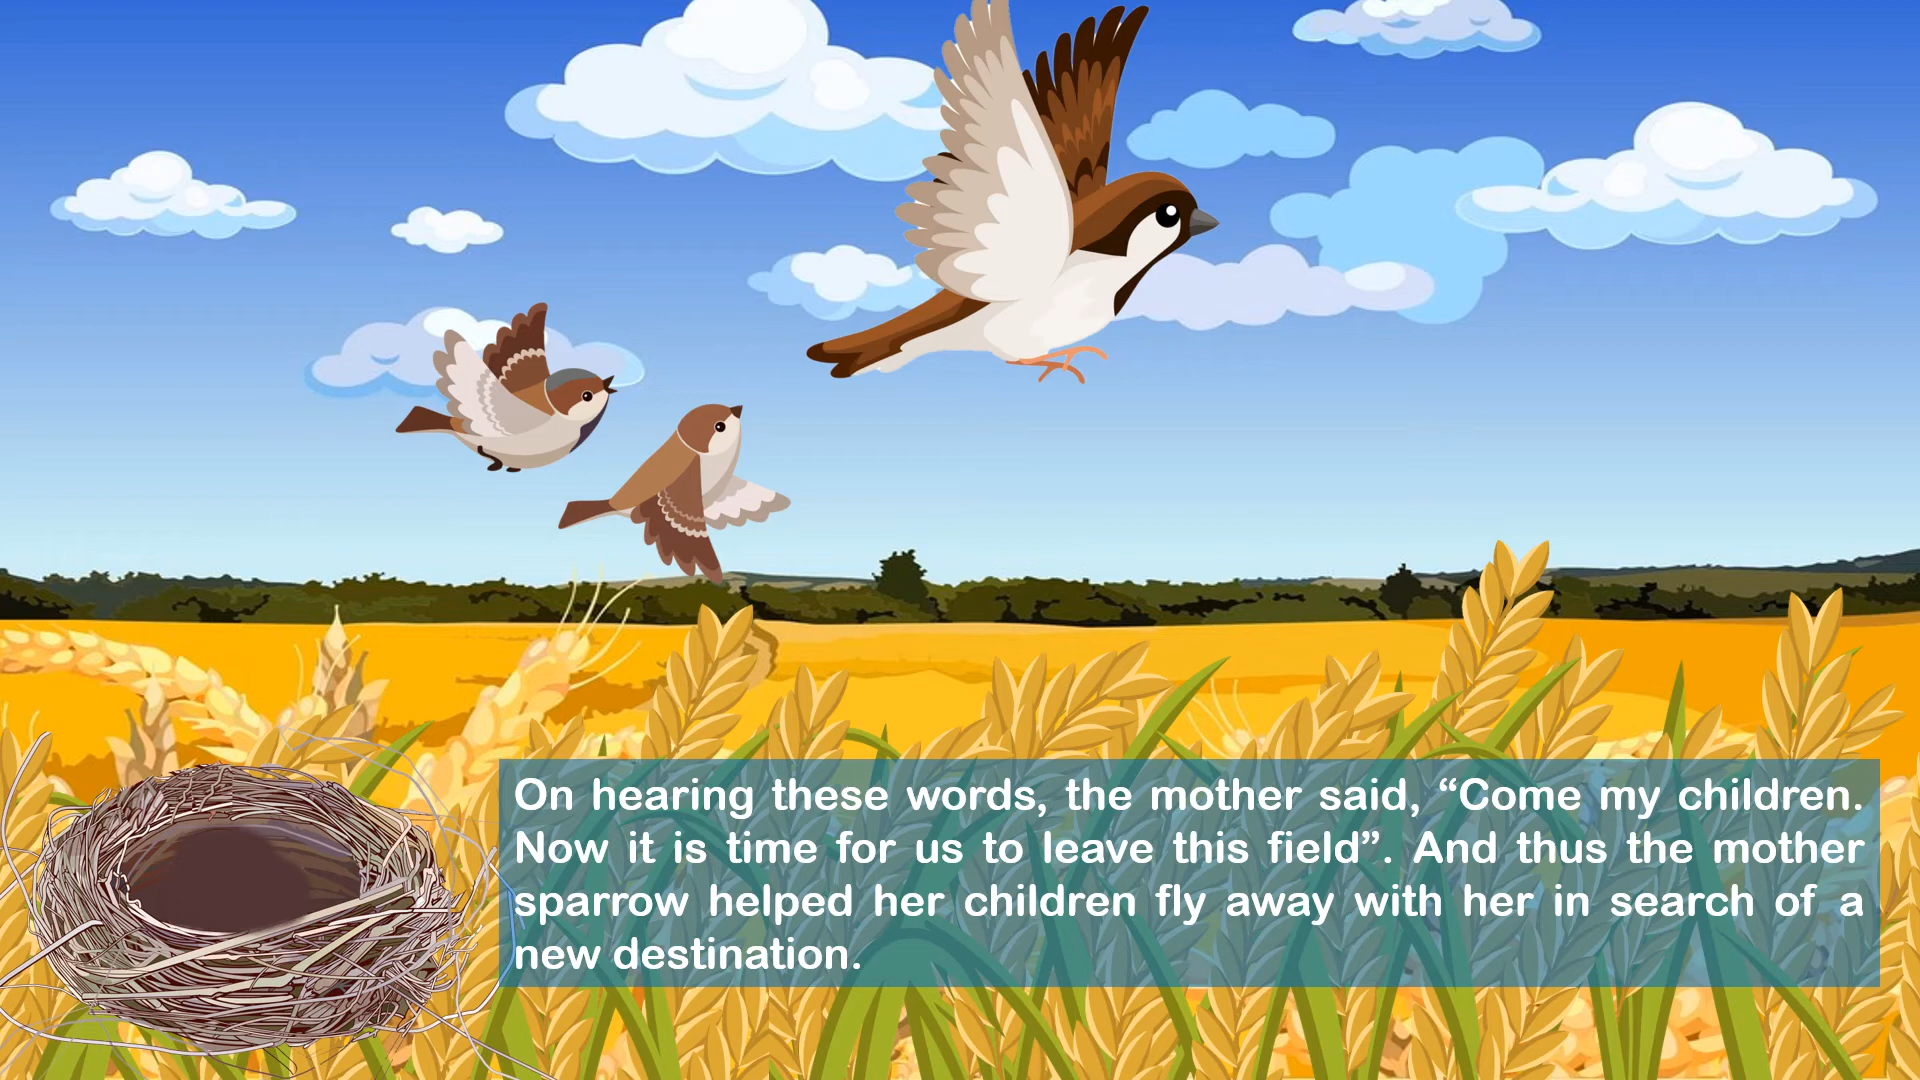 On hearing these words, the mother said, “Come my children.
Now it is time for us to leave this field”. And thus the mother
sparrow helped her children fly away with her in search of a
new destination.